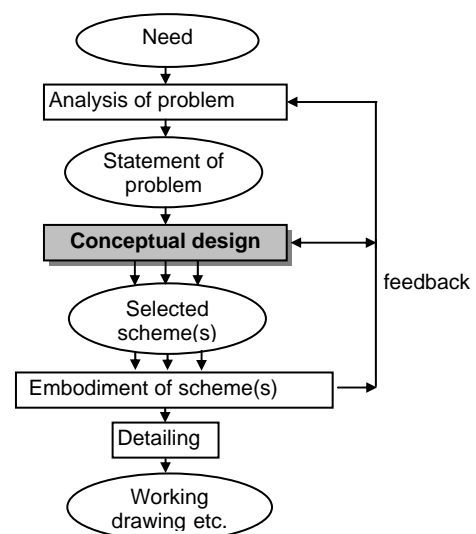 Need
Analysis of problem
Statement of
problem
Conceptual design
feedback
Selected
scheme(s)
Embodiment of scheme(s)
Detailing
Working
drawing etc.